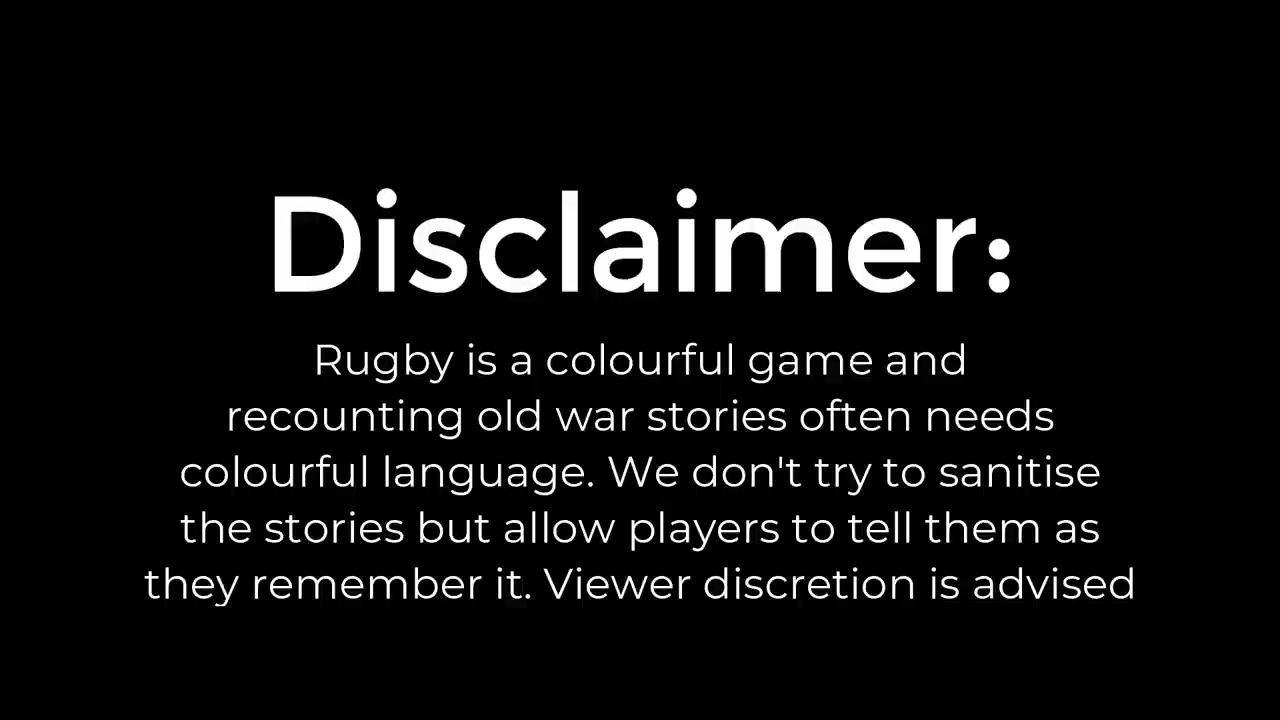 Disclaimer:
Rugby is a colourful game and
recounting old war stories often needs
colourful language. We don't try to sanitise
the stories but allow players to tell them as
they remember it. Viewer discretion is advised